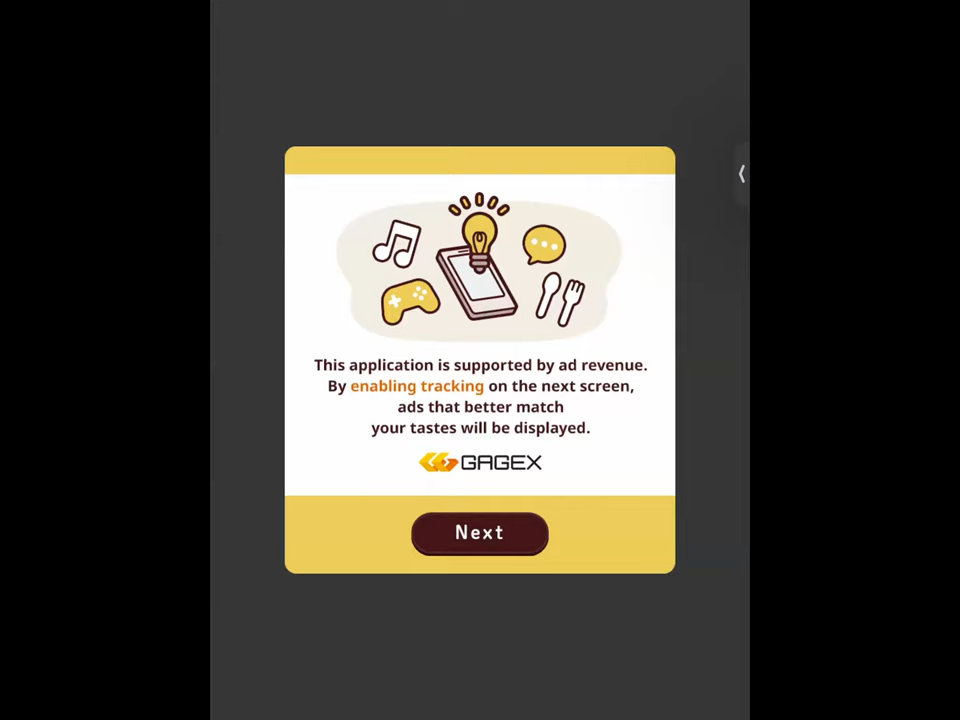 This application is supported by ad revenue.
By enabling tracking on the next screen,
ads that better match
your tastes will be displayed.
GAGEX
Next